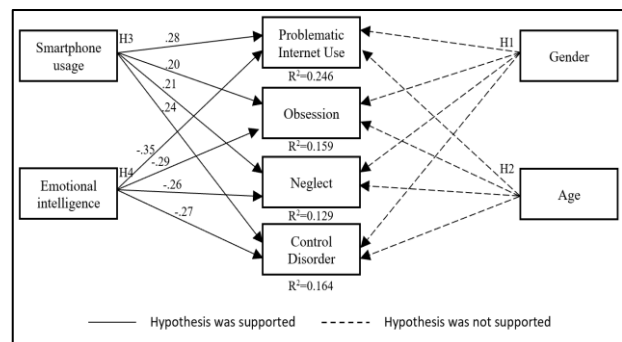 H3
H1
Smartphone
usage
.28
.20
.21
.24
Problematic
Internet Use
R²=0.246
Gender
Obsession
R²=0.159
-.35
-.29
H4
-.26
-.27
Emotional
intelligence
Neglect
R²=0.129
H2
Age
Control
Disorder
R²=0.164
Hypothesis was supported
Hypothesis was not supported